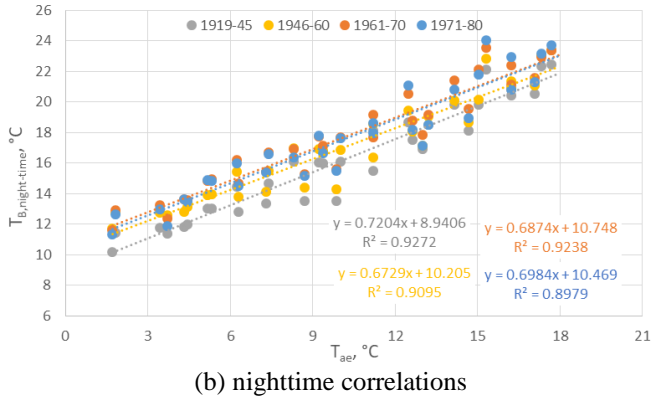 26
24
22
20
18
16
14
12
10
8
6
T_B,night-time, °C
1919-45 1946-60 1961-70 1971-80
y = 0.7204x + 8.9406
R² = 0.9272
y = 0.6874x + 10.748
R² = 0.9238
y = 0.6729x + 10.205
R² = 0.9095
y = 0.6984x + 10.469
R² = 0.8979
0 3 6 9 12 15 18 21
T_ae, °C
(b) nighttime correlations